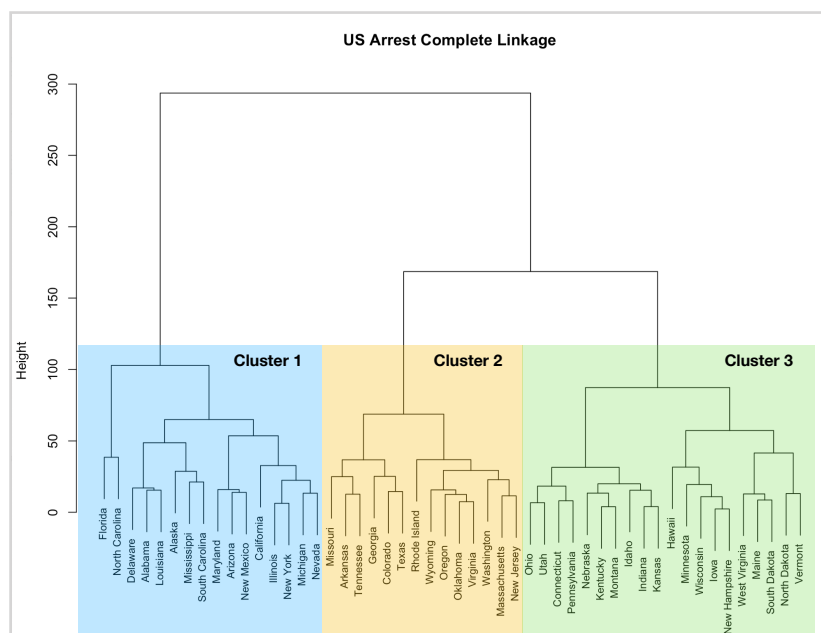 US Arrest Complete Linkage
300
250
200
150
100
50
0
Height
Cluster 1
Cluster 2
Cluster 3
Florida
North Carolina
Delaware
Alabama
Louisiana
Alaska
Mississippi
South Carolina
Maryland
Arizona
New Mexico
California
Illinois
New York
Michigan
Nevada
Missouri
Arkansas
Tennessee
Georgia
Colorado
Texas
Rhode Island
Wyoming
Oregon
Oklahoma
Virginia
Washington
Massachusetts
New Jersey
Ohio
Utah
Connecticut
Pennsylvania
Nebraska
Kentucky
Montana
Idaho
Indiana
Kansas
Hawaii
Minnesota
Wisconsin
Iowa
New Hampshire
West Virginia
Maine
South Dakota
North Dakota
Vermont